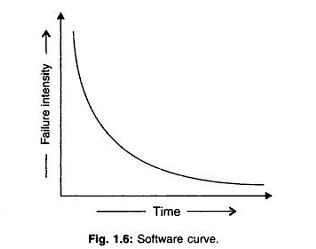 Failure intensity
Time
Fig. 1.6: Software curve.